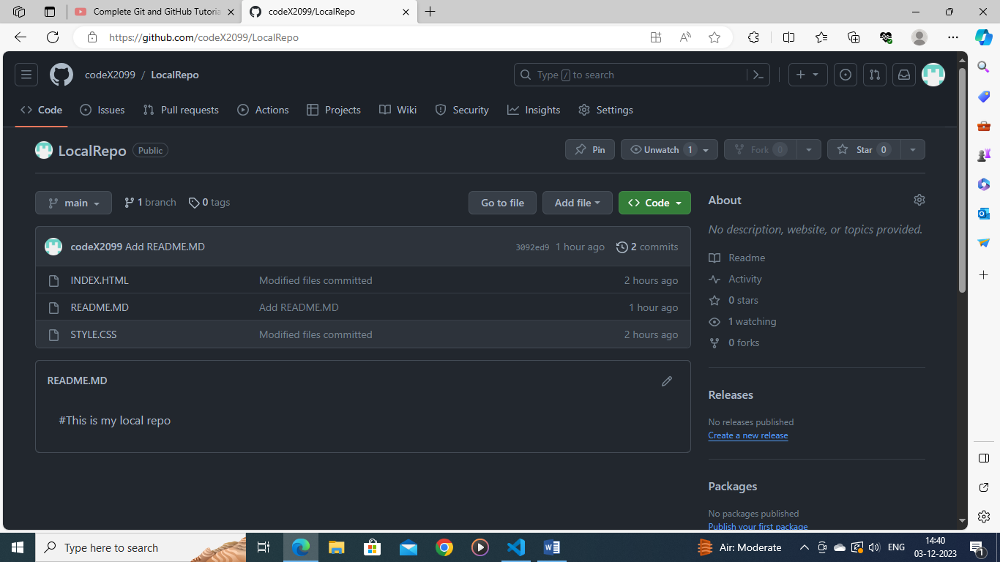 Complete Git and GitHub Tutoria
codeX2099/LocalRepo
https://github.com/codeX2099/LocalRepo
codeX2099 / LocalRepo
Type / to search
Code
Issues
Pull requests
Actions
Projects
Wiki
Security
Insights
Settings
LocalRepo Public
Pin
Unwatch 1
Fork 0
Star 0
main
1 branch
0 tags
Go to file
Add file
Code
codeX2099 Add README.MD 3092ed9 1 hour ago 2 commits
INDEX.HTML Modified files committed 2 hours ago
README.MD Add README.MD 1 hour ago
STYLE.CSS Modified files committed 2 hours ago
README.MD
#This is my local repo
About
No description, website, or topics provided.
Readme
Activity
0 stars
1 watching
0 forks
Releases
No releases published
Create a new release
Packages
No packages published
Publish your first package
Type here to search
Air: Moderate
ENG
14:40
03-12-2023
1